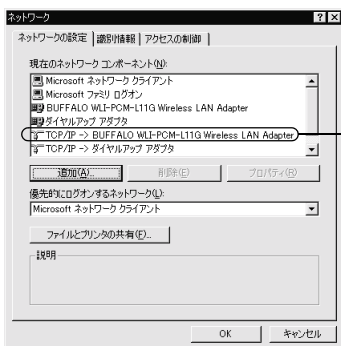 ネットワーク
ネットワークの設定 識別情報 アクセスの制御
現在のネットワーク コンポーネント(N):
Microsoft ネットワーク クライアント
Microsoft ファミリ ログオン
BUFFALO WLI-PCM-L11G Wireless LAN Adapter
ダイヤルアップ アダプタ
TCP/IP -> BUFFALO WLI-PCM-L11G Wireless LAN Adapter
TCP/IP -> ダイヤルアップ アダプタ
追加(A)... 削除(E) プロパティ(R)
優先的にログオンするネットワーク(L):
Microsoft ネットワーク クライアント
ファイルとプリンタの共有(F)...
説明
OK キャンセル